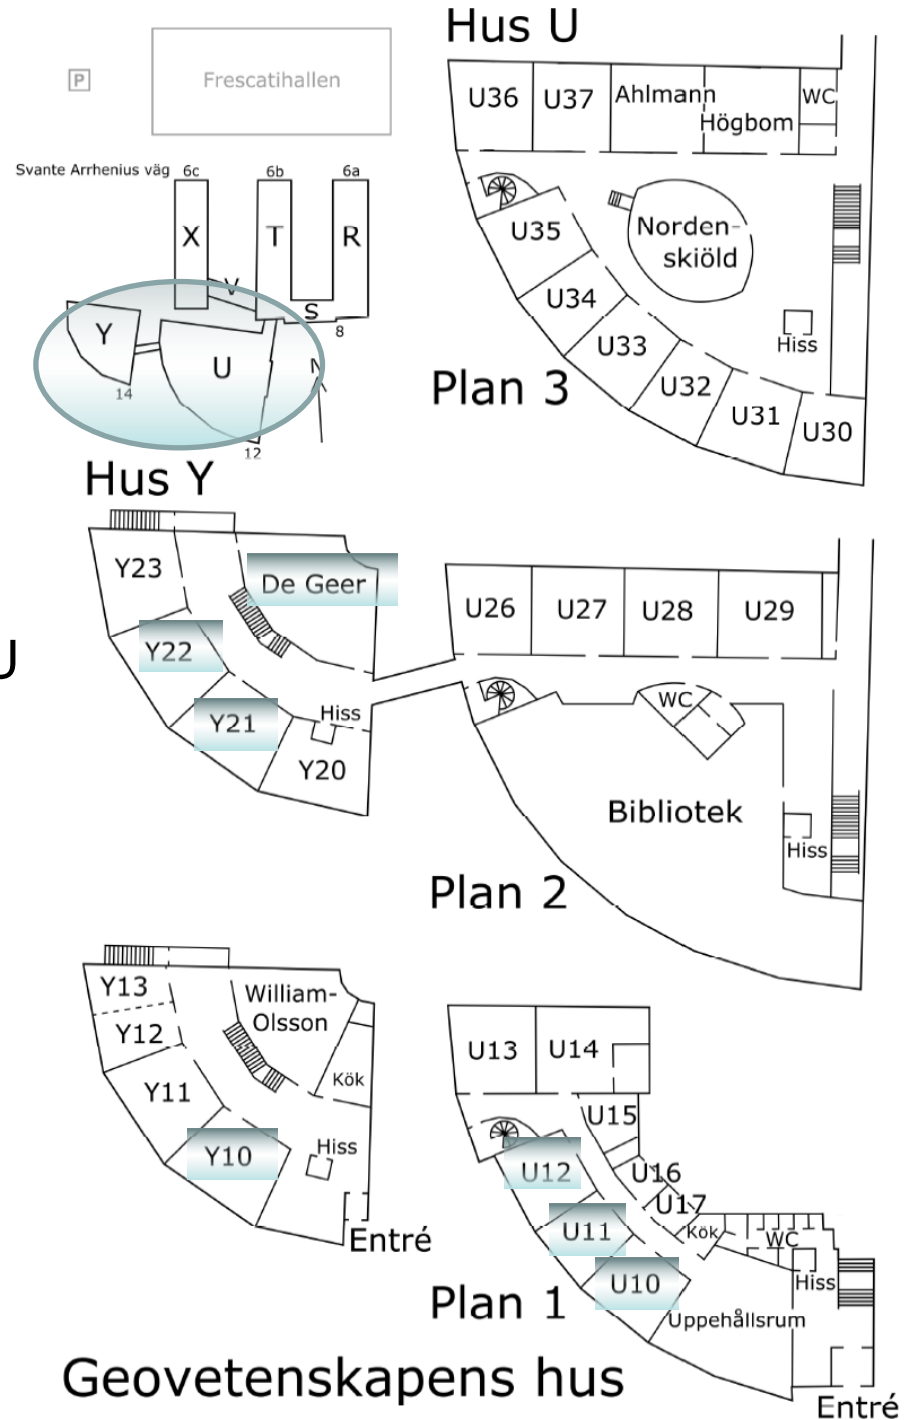 Hus U
P
Frescatihallen
Svante Arrhenius väg
6c
6b
6a
X
T
R
V
S
Y
U
8
14
12
N
U36
U37
Ahlmann
Högbom
WC
U35
Norden-
skiöld
U34
U33
Hiss
U32
U31
U30
Plan 3
Hus Y
Y23
De Geer
Y22
Y21
Hiss
Y20
U
U26
U27
U28
U29
WC
Bibliotek
Hiss
Plan 2
Y13
Y12
William-
Olsson
Y11
Kök
Y10
Hiss
Entré
U13
U14
U15
U12
U16
U17
U11
Kök
WC
U10
Hiss
Uppehållsrum
Plan 1
Entré
Geovetenskapens hus